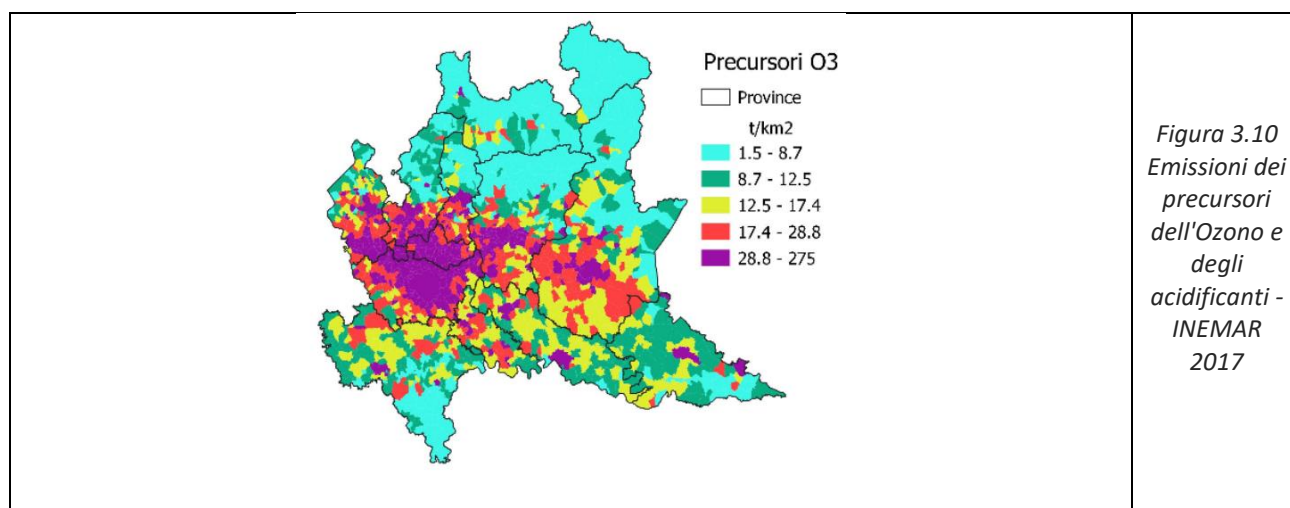 Precursori O3
Province
t/km2
1.5 - 8.7
8.7 - 12.5
12.5 - 17.4
17.4 - 28.8
28.8 - 275
Figura 3.10
Emissioni dei
precursori
dell'Ozono e
degli
acidificanti -
INEMAR
2017